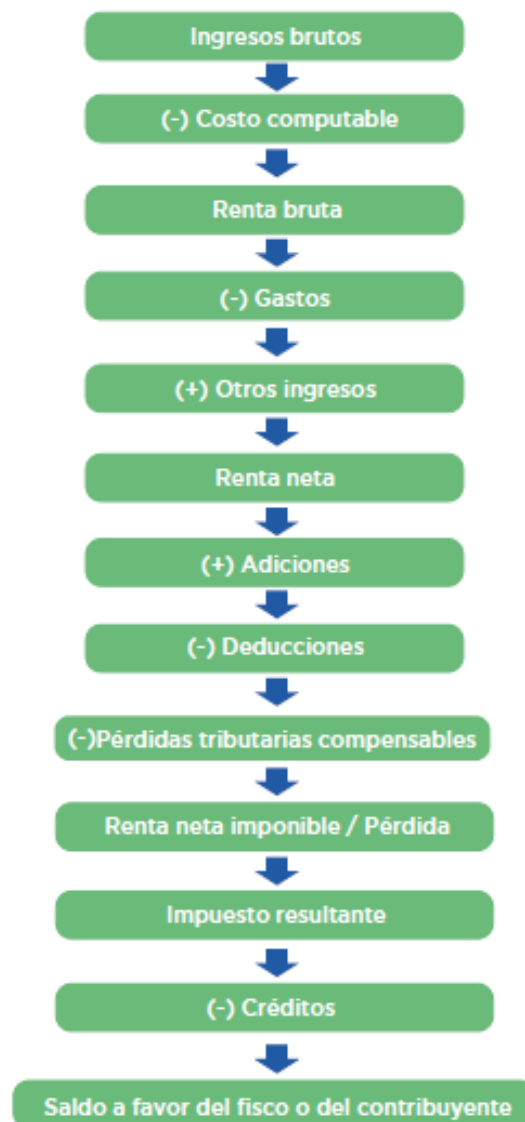 Ingresos brutos
(-) Costo computable
Renta bruta
(-) Gastos
(+) Otros ingresos
Renta neta
(+) Adiciones
(-) Deducciones
(-)Pérdidas tributarias compensables
Renta neta imponible / Pérdida
Impuesto resultante
(-) Créditos
Saldo a favor del fisco o del contribuyente